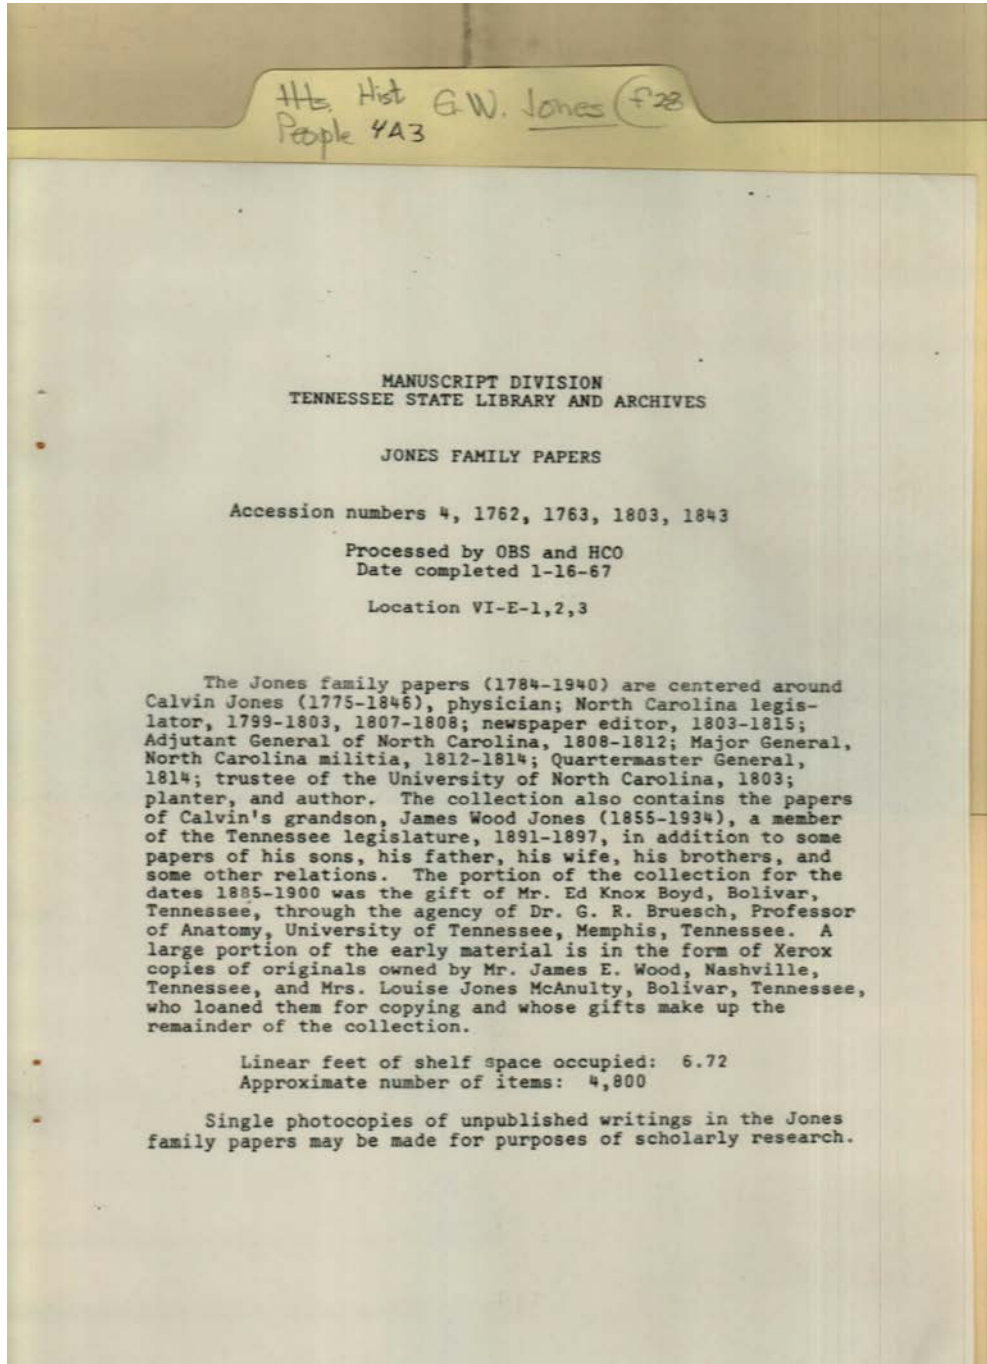 Hts. Hist G.W. Jones (f28
People 4A3
MANUSCRIPT DIVISION
TENNESSEE STATE LIBRARY AND ARCHIVES
JONES FAMILY PAPERS
Accession numbers 4, 1762, 1763, 1803, 1843
Processed by OBS and HCO
Date completed 1-16-67
Location VI-E-1,2,3
The Jones family papers (1784-1940) are centered around
Calvin Jones (1775-1846), physician; North Carolina legis-
lator, 1799-1803, 1807-1808; newspaper editor, 1803-1815;
Adjutant General of North Carolina, 1808-1812; Major General,
North Carolina militia, 1812-1814; Quartermaster General,
1814; trustee of the University of North Carolina, 1803;
planter, and author. The collection also contains the papers
of Calvin's grandson, James Wood Jones (1855-1934), a member
of the Tennessee legislature, 1891-1897, in addition to some
papers of his sons, his father, his wife, his brothers, and
some other relations. The portion of the collection for the
dates 1885-1900 was the gift of Mr. Ed Knox Boyd, Bolivar,
Tennessee, through the agency of Dr. G. R. Bruesch, Professor
of Anatomy, University of Tennessee, Memphis, Tennessee. A
large portion of the early material is in the form of Xerox
copies of originals owned by Mr. James E. Wood, Nashville,
Tennessee, and Mrs. Louise Jones McAnulty, Bolivar, Tennessee,
who loaned them for copying and whose gifts make up the
remainder of the collection.
Linear feet of shelf space occupied: 6.72
Approximate number of items: 4,800
Single photocopies of unpublished writings in the Jones
family papers may be made for purposes of scholarly research.